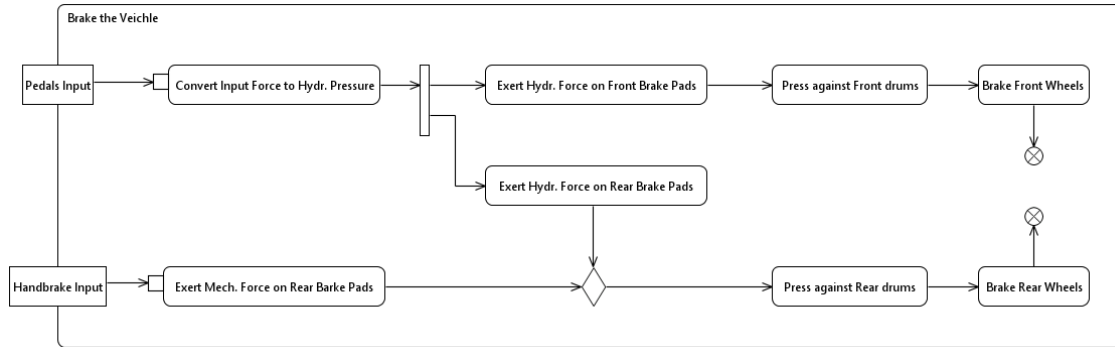 Brake the Veichle
Pedals Input
Convert Input Force to Hydr. Pressure
Exert Hydr. Force on Front Brake Pads
Press against Front drums
Brake Front Wheels
Exert Hydr. Force on Rear Brake Pads
Handbrake Input
Exert Mech. Force on Rear Barke Pads
Press against Rear drums
Brake Rear Wheels